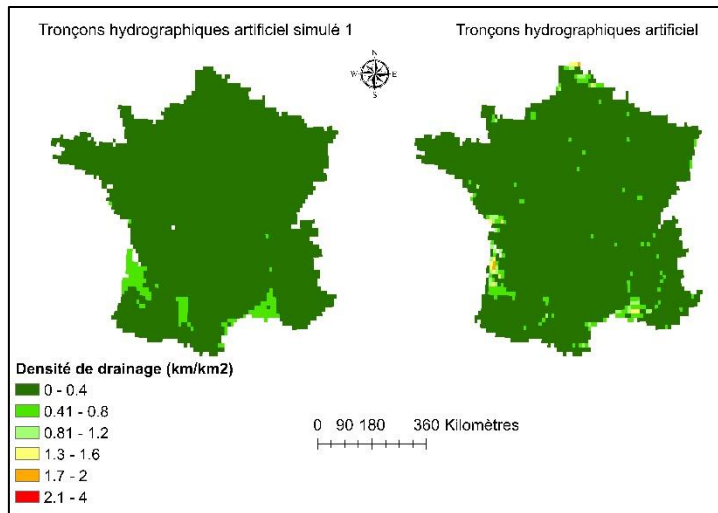 Tronçons hydrographiques artificiel simulé 1
Tronçons hydrographiques artificiel
N
W
E
S
Densité de drainage (km/km2)
0 - 0.4
0.41 - 0.8
0.81 - 1.2
1.3 - 1.6
1.7 - 2
2.1 - 4
0 90 180 360 Kilomètres